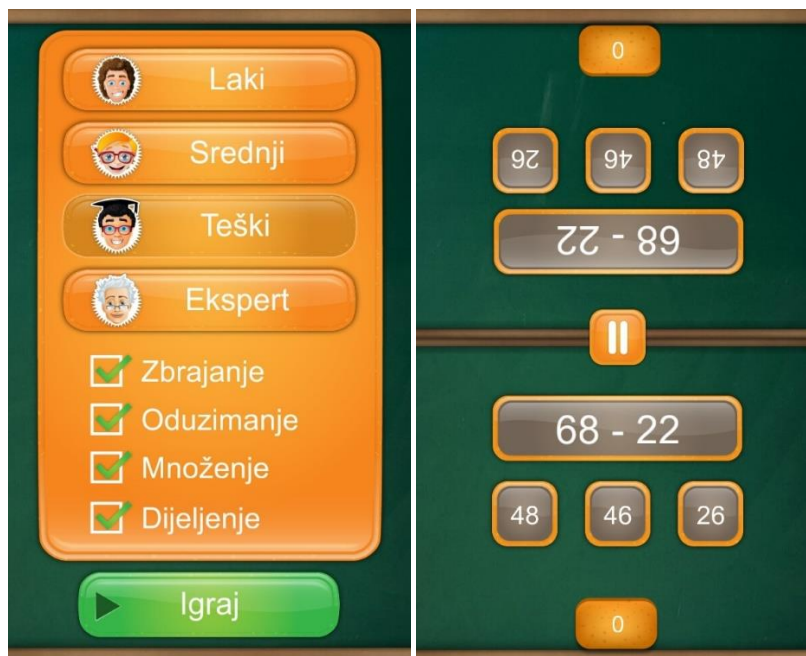 Laki
Srednji
Teški
Ekspert
Zbrajanje
Oduzimanje
Množenje
Dijeljenje
Igraj
0
26 46 48
68 - 22
68 - 22
48 46 26
0